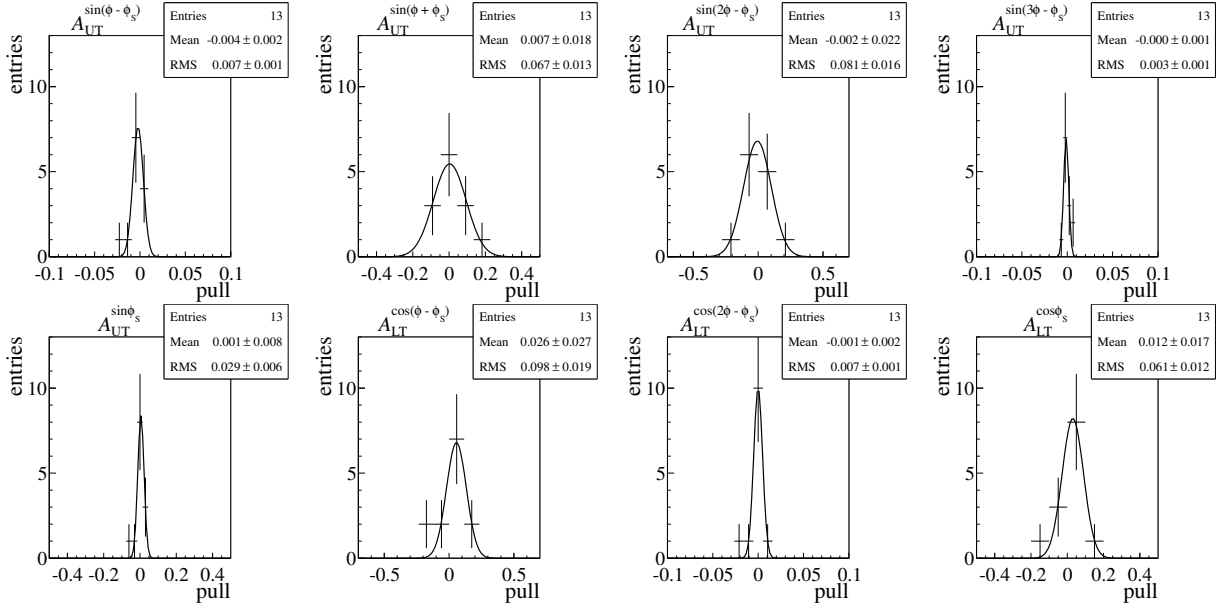 A_UT^sin(ϕ - ϕ_S)
Entries 13
Mean -0.004 ± 0.002
RMS 0.007 ± 0.001
entries
10
5
0
-0.1 -0.05 0 0.05 0.1
pull
A_UT^sin(ϕ + ϕ_S)
Entries 13
Mean 0.007 ± 0.018
RMS 0.067 ± 0.013
entries
10
5
0
-0.4 -0.2 0 0.2 0.4
pull
A_UT^sin(2ϕ - ϕ_S)
Entries 13
Mean -0.002 ± 0.022
RMS 0.081 ± 0.016
entries
10
5
0
-0.5 0 0.5
pull
A_UT^sin(3ϕ - ϕ_S)
Entries 13
Mean -0.000 ± 0.001
RMS 0.003 ± 0.001
entries
10
5
0
-0.1 -0.05 0 0.05 0.1
pull
A_UT^sinϕ_S
Entries 13
Mean 0.001 ± 0.008
RMS 0.029 ± 0.006
entries
10
5
0
-0.4 -0.2 0 0.2 0.4
pull
A_LT^cos(ϕ - ϕ_S)
Entries 13
Mean 0.026 ± 0.027
RMS 0.098 ± 0.019
entries
10
5
0
-0.5 0 0.5
pull
A_LT^cos(2ϕ - ϕ_S)
Entries 13
Mean -0.001 ± 0.002
RMS 0.007 ± 0.001
entries
10
5
0
-0.1 -0.05 0 0.05 0.1
pull
A_LT^cosϕ_S
Entries 13
Mean 0.012 ± 0.017
RMS 0.061 ± 0.012
entries
10
5
0
-0.4 -0.2 0 0.2 0.4
pull